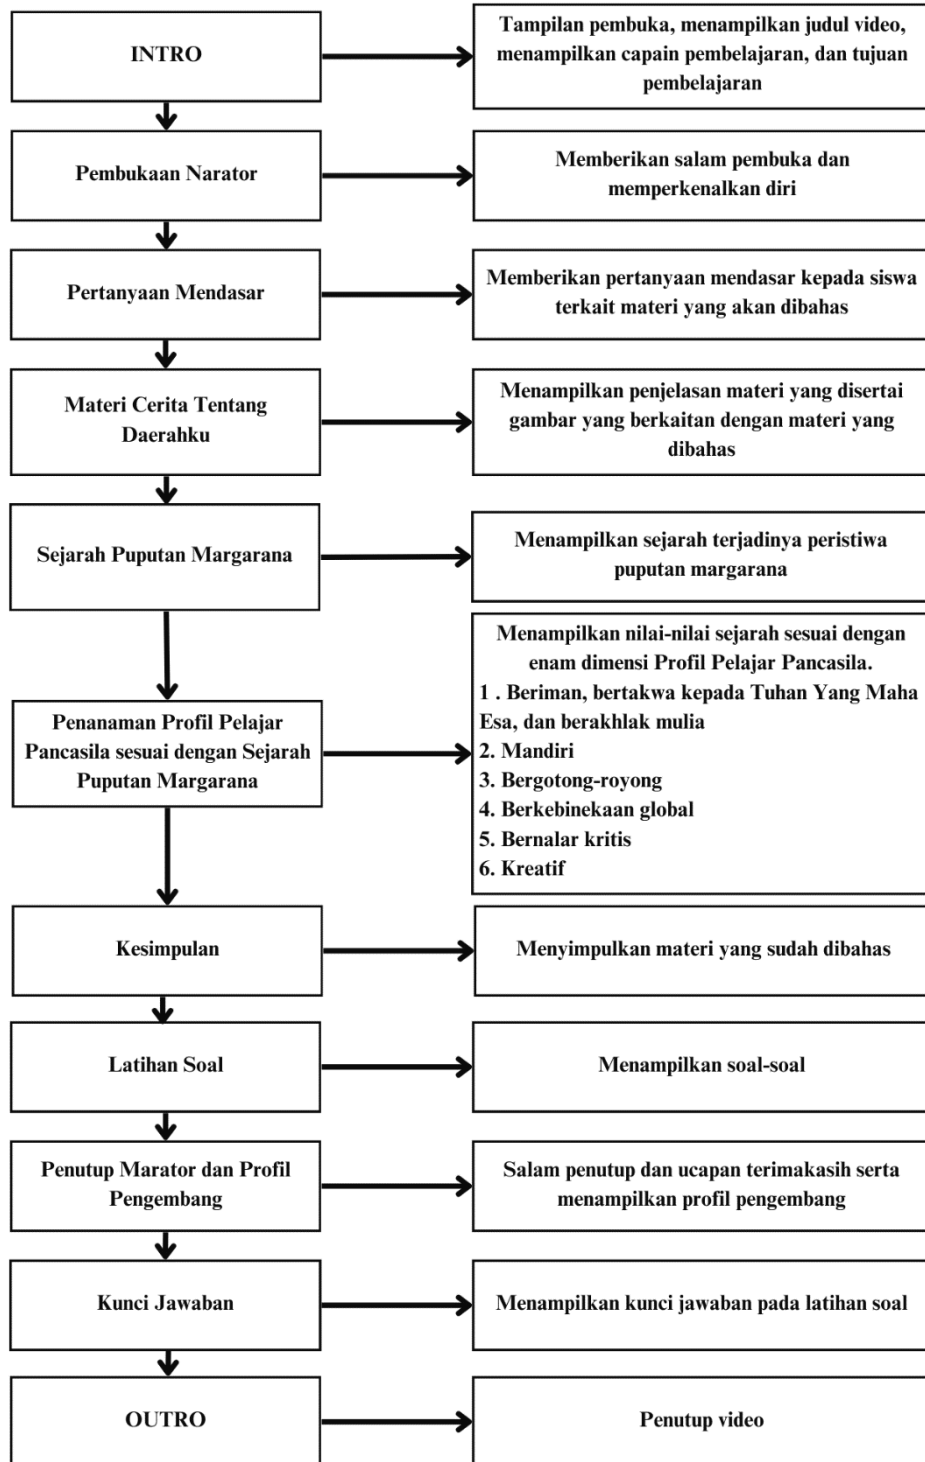 INTRO
Tampilan pembuka, menampilkan judul video,
menampilkan capain pembelajaran, dan tujuan
pembelajaran
Pembukaan Narator
Memberikan salam pembuka dan
memperkenalkan diri
Pertanyaan Mendasar
Memberikan pertanyaan mendasar kepada siswa
terkait materi yang akan dibahas
Materi Cerita Tentang
Daerahku
Menampilkan penjelasan materi yang disertai
gambar yang berkaitan dengan materi yang
dibahas
Sejarah Puputan Margarana
Menampilkan sejarah terjadinya peristiwa
puputan margarana
Penanaman Profil Pelajar
Pancasila sesuai dengan Sejarah
Puputan Margarana
Menampilkan nilai-nilai sejarah sesuai dengan
enam dimensi Profil Pelajar Pancasila.
1 . Beriman, bertakwa kepada Tuhan Yang Maha
Esa, dan berakhlak mulia
2. Mandiri
3. Bergotong-royong
4. Berkebinekaan global
5. Bernalar kritis
6. Kreatif
Kesimpulan
Menyimpulkan materi yang sudah dibahas
Latihan Soal
Menampilkan soal-soal
Penutup Marator dan Profil
Pengembang
Salam penutup dan ucapan terimakasih serta
menampilkan profil pengembang
Kunci Jawaban
Menampilkan kunci jawaban pada latihan soal
OUTRO
Penutup video